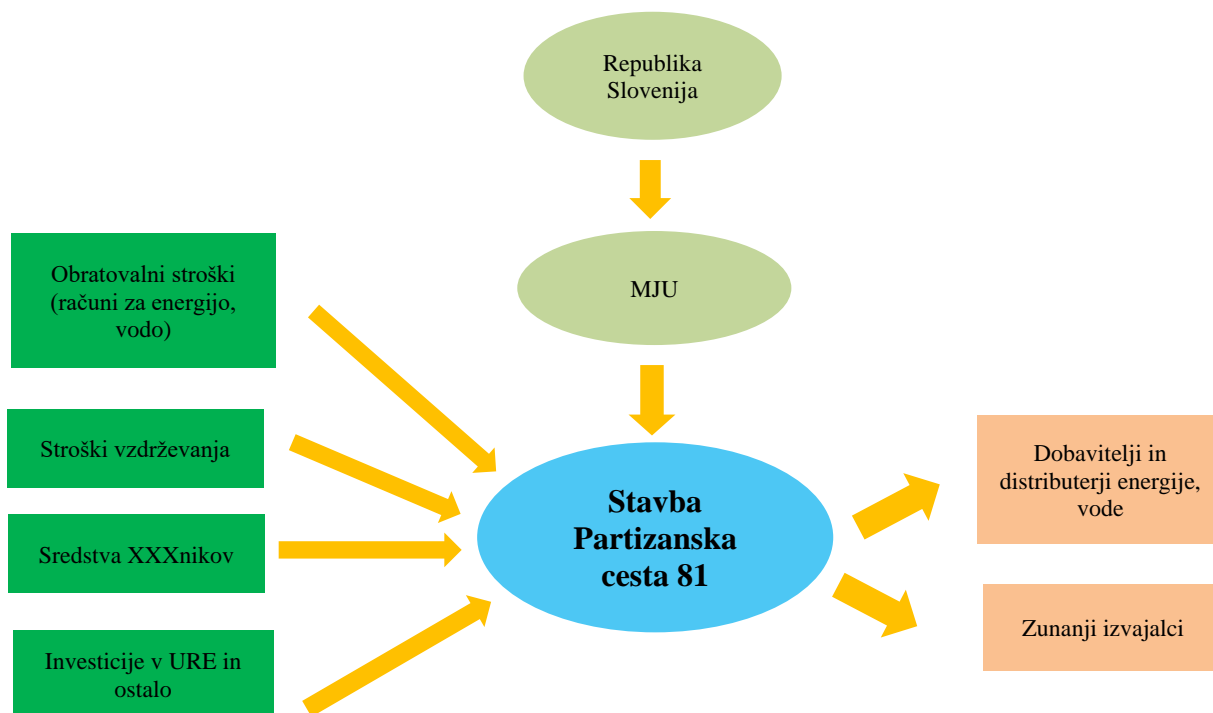 Republika
Slovenija
MJU
Obratovalni stroški
(računi za energijo,
vodo)
Stroški vzdrževanja
Sredstva XXXnikov
Investicije v URE in
ostalo
Stavba
Partizanska
cesta 81
Dobavitelji in
distributerji energije,
vode
Zunanji izvajalci